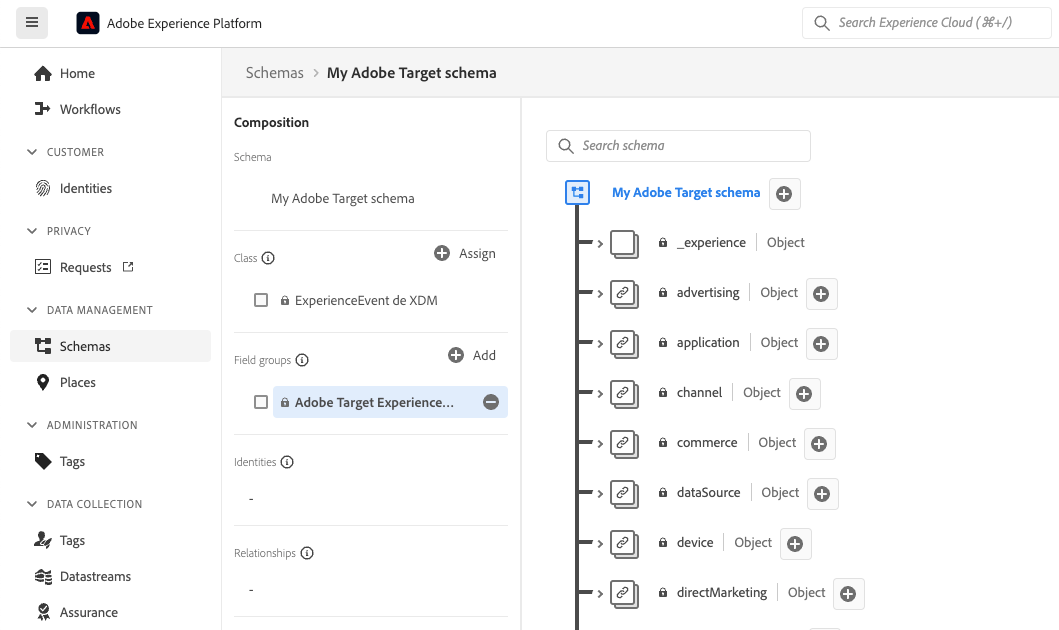 Adobe Experience Platform
Search Experience Cloud (⌘+/)
Home
Workflows
CUSTOMER
Identities
PRIVACY
Requests
DATA MANAGEMENT
Schemas
Places
ADMINISTRATION
Tags
DATA COLLECTION
Tags
Datastreams
Assurance
Schemas > My Adobe Target schema
Composition
Schema
My Adobe Target schema
Class
Assign
ExperienceEvent de XDM
Field groups
Add
Adobe Target Experience...
Identities
-
Relationships
-
Search schema
My Adobe Target schema
_experience | Object
advertising | Object
application | Object
channel | Object
commerce | Object
dataSource | Object
device | Object
directMarketing | Object